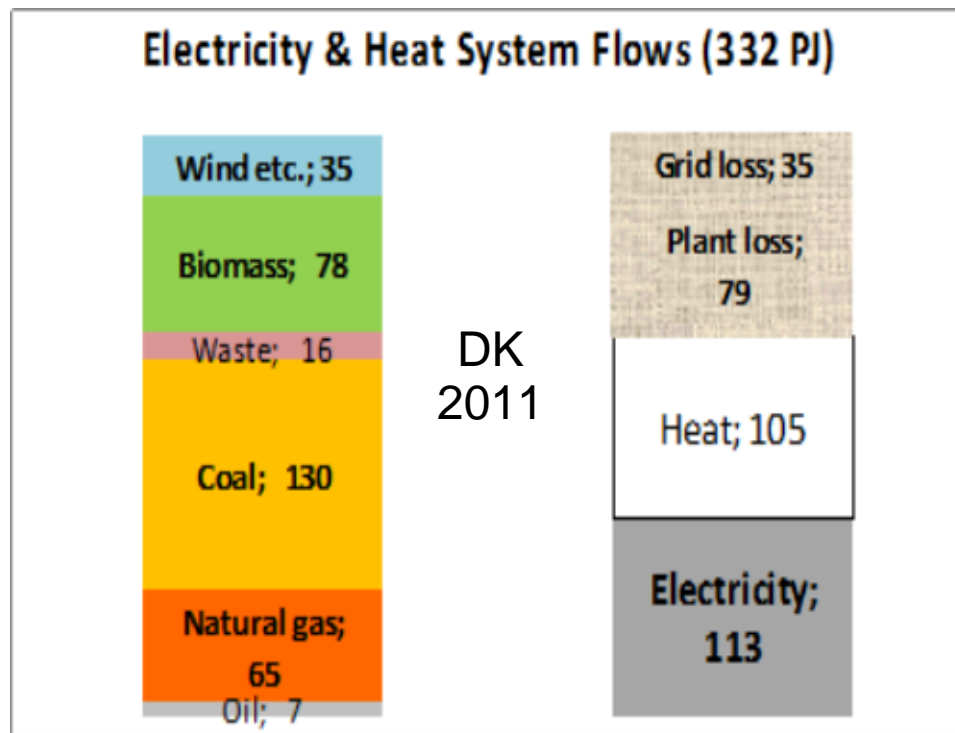 Electricity & Heat System Flows (332 PJ)
Wind etc.; 35
Biomass; 78
Waste; 16
Coal; 130
Natural gas;
65
Oil; 7
DK
2011
Grid loss; 35
Plant loss;
79
Heat; 105
Electricity;
113